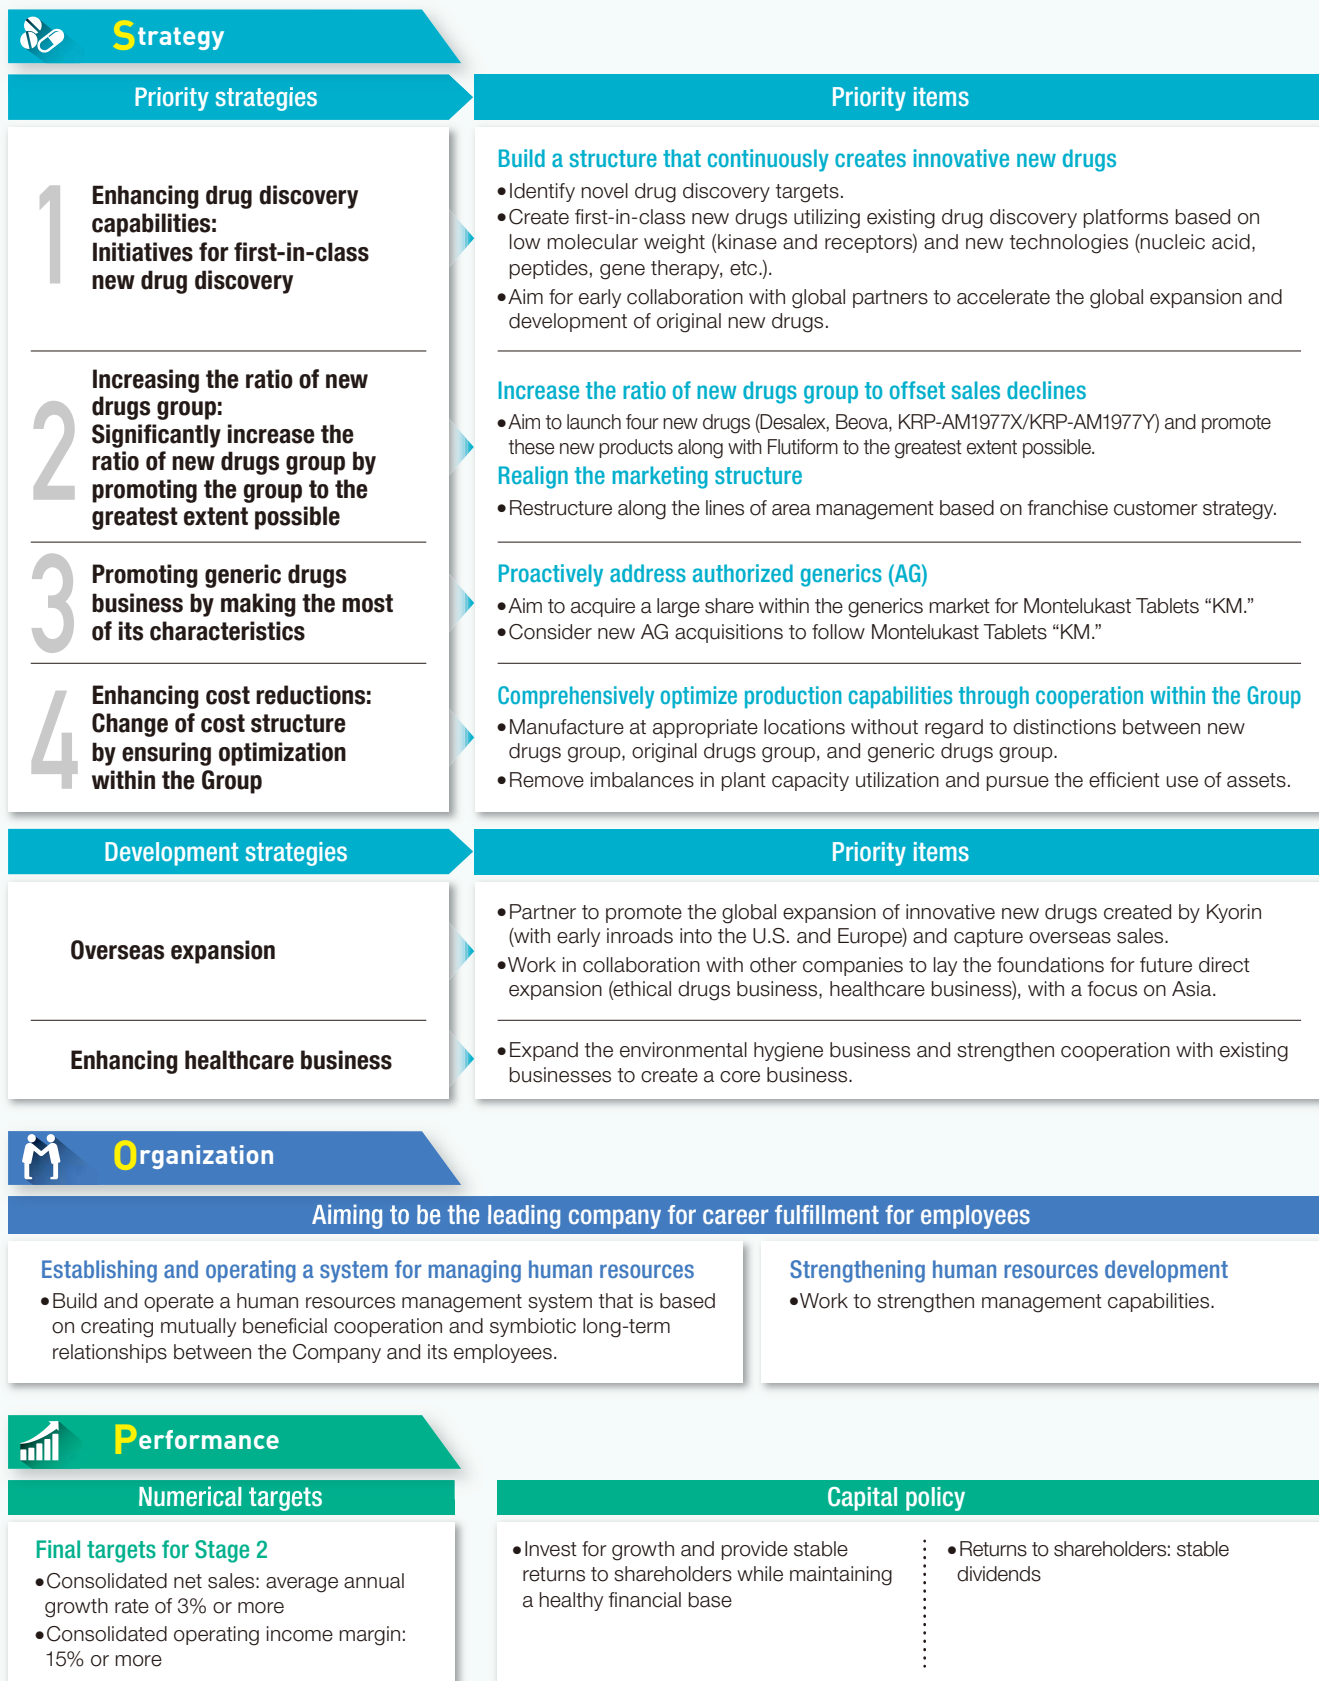 Strategy
Priority strategies
Priority items
1
Enhancing drug discovery
capabilities:
Initiatives for first-in-class
new drug discovery
Build a structure that continuously creates innovative new drugs
•Identify novel drug discovery targets.
•Create first-in-class new drugs utilizing existing drug discovery platforms based on
low molecular weight (kinase and receptors) and new technologies (nucleic acid,
peptides, gene therapy, etc.).
•Aim for early collaboration with global partners to accelerate the global expansion and
development of original new drugs.
2
Increasing the ratio of new
drugs group:
Significantly increase the
ratio of new drugs group by
promoting the group to the
greatest extent possible
Increase the ratio of new drugs group to offset sales declines
•Aim to launch four new drugs (Desalex, Beova, KRP-AM1977X/KRP-AM1977Y) and promote
these new products along with Flutiform to the greatest extent possible.
Realign the marketing structure
•Restructure along the lines of area management based on franchise customer strategy.
3
Promoting generic drugs
business by making the most
of its characteristics
Proactively address authorized generics (AG)
•Aim to acquire a large share within the generics market for Montelukast Tablets “KM.”
•Consider new AG acquisitions to follow Montelukast Tablets “KM.”
4
Enhancing cost reductions:
Change of cost structure
by ensuring optimization
within the Group
Comprehensively optimize production capabilities through cooperation within the Group
•Manufacture at appropriate locations without regard to distinctions between new
drugs group, original drugs group, and generic drugs group.
•Remove imbalances in plant capacity utilization and pursue the efficient use of assets.
Development strategies
Priority items
Overseas expansion
•Partner to promote the global expansion of innovative new drugs created by Kyorin
(with early inroads into the U.S. and Europe) and capture overseas sales.
•Work in collaboration with other companies to lay the foundations for future direct
expansion (ethical drugs business, healthcare business), with a focus on Asia.
Enhancing healthcare business
•Expand the environmental hygiene business and strengthen cooperation with existing
businesses to create a core business.
Organization
Aiming to be the leading company for career fulfillment for employees
Establishing and operating a system for managing human resources
•Build and operate a human resources management system that is based
on creating mutually beneficial cooperation and symbiotic long-term
relationships between the Company and its employees.
Strengthening human resources development
•Work to strengthen management capabilities.
Performance
Numerical targets
Capital policy
Final targets for Stage 2
•Consolidated net sales: average annual
growth rate of 3% or more
•Consolidated operating income margin:
15% or more
•Invest for growth and provide stable
returns to shareholders while maintaining
a healthy financial base
•Returns to shareholders: stable
dividends